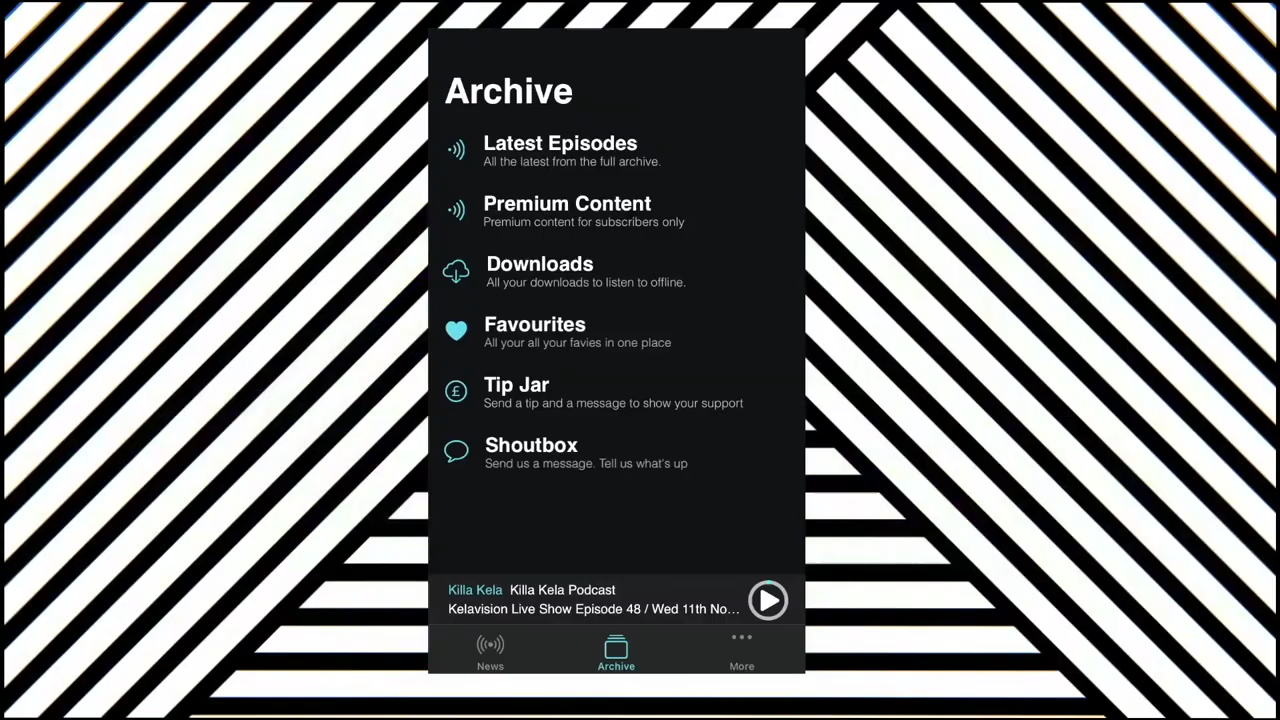 Archive
Latest Episodes
All the latest from the full archive.
Premium Content
Premium content for subscribers only
Downloads
All your downloads to listen to offline.
Favourites
All your all your favies in one place
Tip Jar
£
Send a tip and a message to show your support
Shoutbox
Send us a message. Tell us what's up
Killa Kela Killa Kela Podcast
Kelavision Live Show Episode 48 / Wed 11th No...
News Archive More